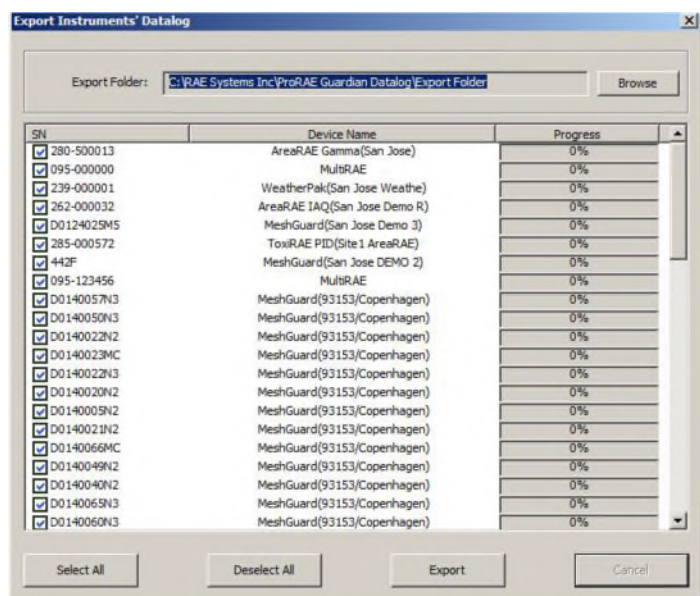 Export Instruments' Datalog
Export Folder: C:\RAE Systems Inc\ProRAE Guardian Datalog\Export Folder Browse
SN Device Name Progress
280-500013 AreaRAE Gamma(San Jose) 0%
095-000000 MultiRAE 0%
239-000001 WeatherPak(San Jose Weathe) 0%
262-000032 AreaRAE IAQ(San Jose Demo R) 0%
D0124025M5 MeshGuard(San Jose Demo 3) 0%
285-000572 ToxiRAE PID(Site1 AreaRAE) 0%
442F MeshGuard(San Jose DEMO 2) 0%
095-123456 MultiRAE 0%
D0140057N3 MeshGuard(93153/Copenhagen) 0%
D0140050N3 MeshGuard(93153/Copenhagen) 0%
D0140022N2 MeshGuard(93153/Copenhagen) 0%
D0140023MC MeshGuard(93153/Copenhagen) 0%
D0140022N3 MeshGuard(93153/Copenhagen) 0%
D0140020N2 MeshGuard(93153/Copenhagen) 0%
D0140005N2 MeshGuard(93153/Copenhagen) 0%
D0140021N2 MeshGuard(93153/Copenhagen) 0%
D0140066MC MeshGuard(93153/Copenhagen) 0%
D0140049N2 MeshGuard(93153/Copenhagen) 0%
D0140040N2 MeshGuard(93153/Copenhagen) 0%
D0140065N3 MeshGuard(93153/Copenhagen) 0%
D0140060N3 MeshGuard(93153/Copenhagen) 0%
Select All Deselect All Export Cancel